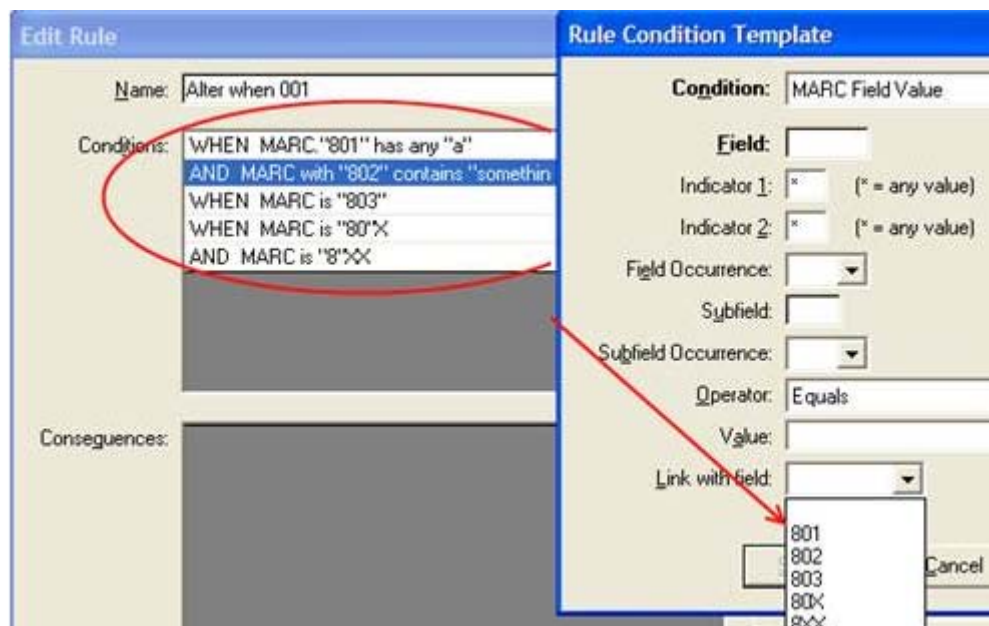 Edit Rule
Name: Alter when 001
Conditions: WHEN MARC."801" has any "a"
AND MARC with "802" contains "somethin
WHEN MARC is "803"
WHEN MARC is "80"X
AND MARC is "8"XX
Consequences:
Rule Condition Template
Condition: MARC Field Value
Field:
Indicator 1: * (* = any value)
Indicator 2: * (* = any value)
Field Occurrence:
Subfield:
Subfield Occurrence:
Operator: Equals
Value:
Link with field:
801
802
803
80X
8XX
Cancel